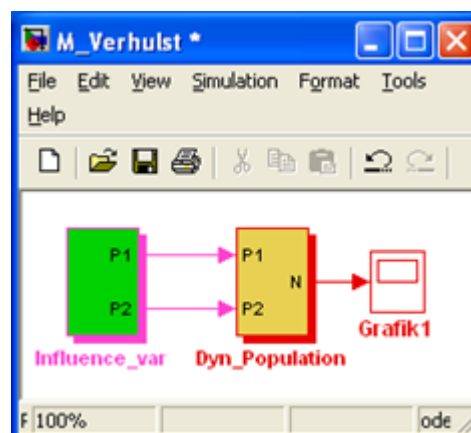 M_Verhulst *
File Edit View Simulation Format Tools
Help
P1 P1
N
P2 P2
Grafik1
Influence_var Dyn_Population
F 100% ode